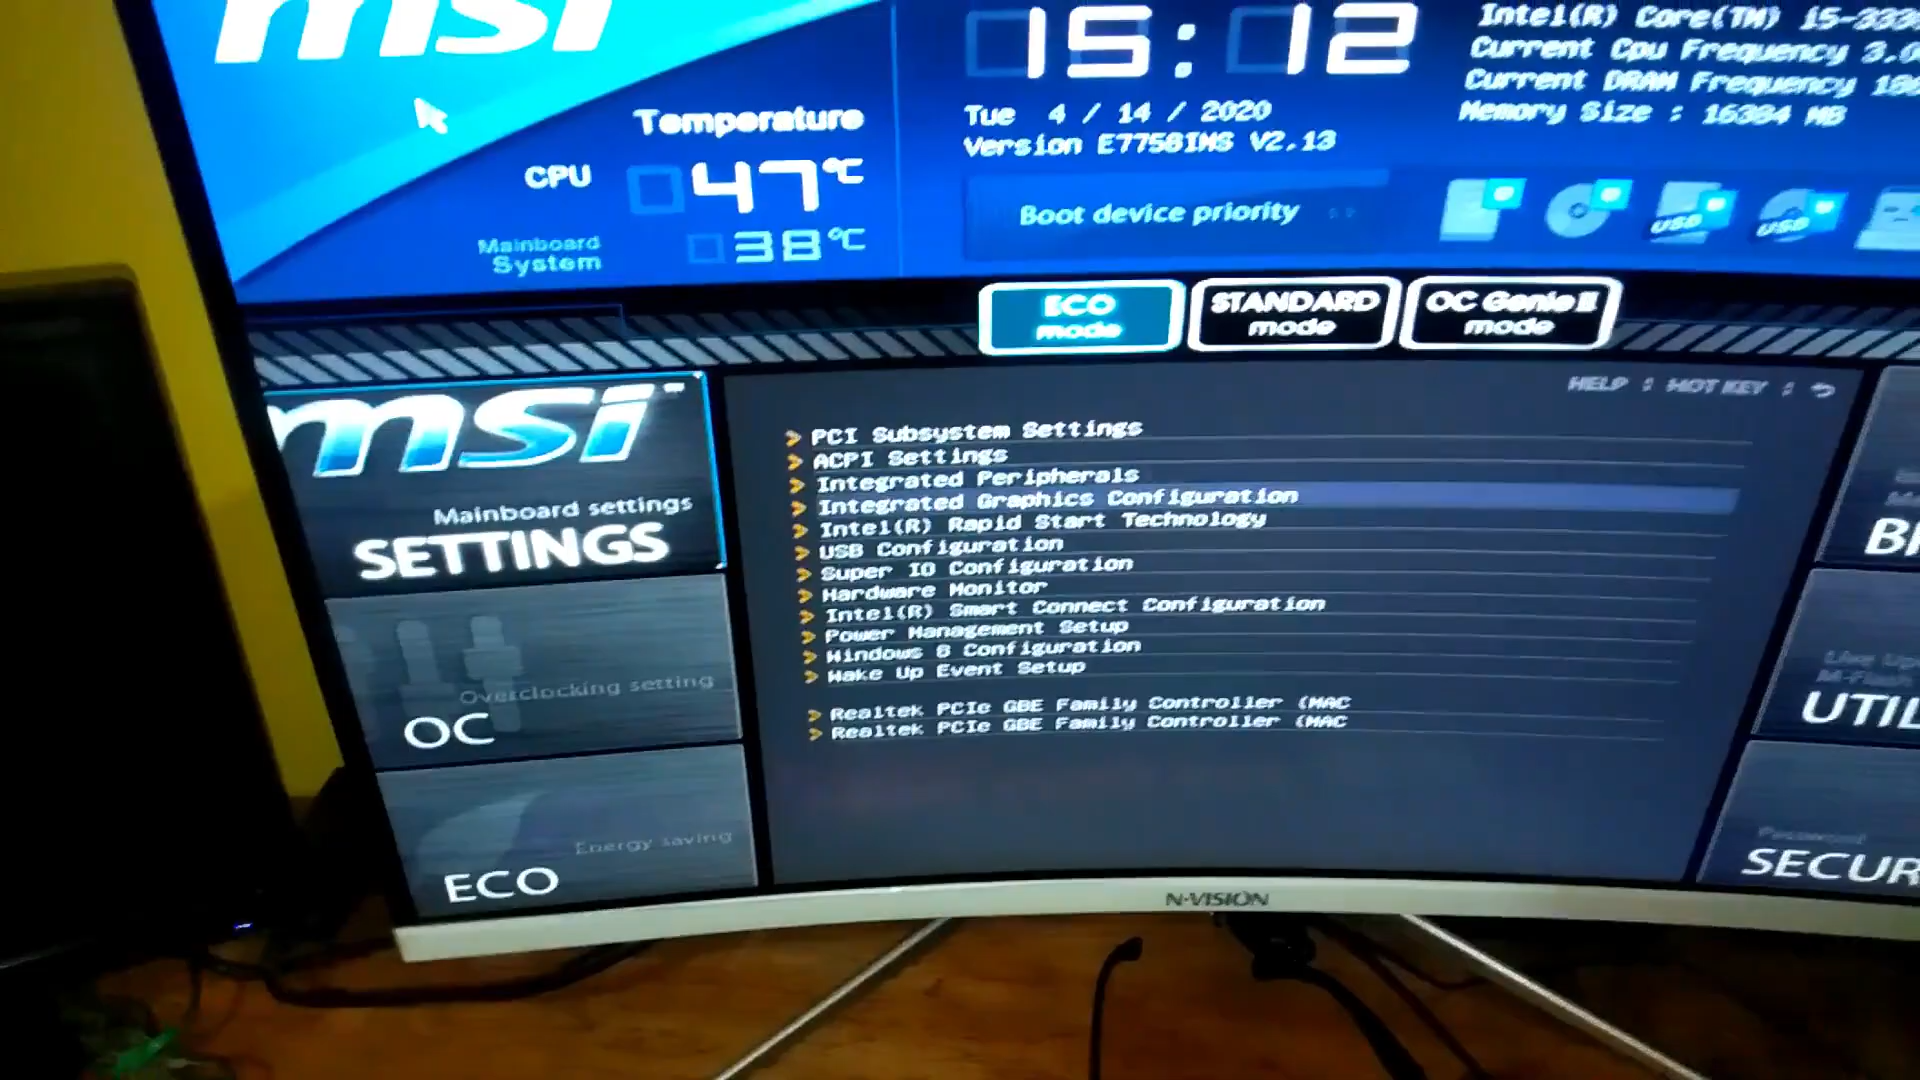 msi
15:12
Intel(R) Core(TM)
Current Cpu Frequency
Current DRAM Frequency
Memory Size : 16384 MB
Temperature
CPU 47°C
Mainboard
System 38°C
Tue 4 / 14 / 2020
Version E7758IMS V2.13
Boot device priority
USB
USB
ECO
mode
STANDARD
mode
OC Genie II
mode
HELP
HOT KEY
msi
Mainboard settings
SETTINGS
PCI Subsystem Settings
ACPI Settings
Integrated Peripherals
Integrated Graphics Configuration
Intel(R) Rapid Start Technology
USB Configuration
Super IO Configuration
Hardware Monitor
Intel(R) Smart Connect Configuration
Power Management Setup
Windows 8 Configuration
Wake Up Event Setup
Realtek PCIe GBE Family Controller (MAC
Realtek PCIe GBE Family Controller (MAC
Overclocking setting
OC
Energy saving
ECO
UTIL
SECUR
N-VISION